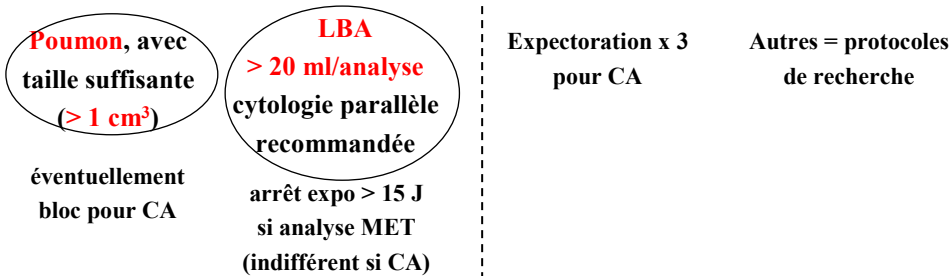 Poumon, avec
taille suffisante
(> 1 cm³)
éventuellement
bloc pour CA
LBA
> 20 ml/analyse
cytologie parallèle
recommandée
arrêt expo > 15 J
si analyse MET
(indifférent si CA)
Expectoration x 3
pour CA
Autres = protocoles
de recherche